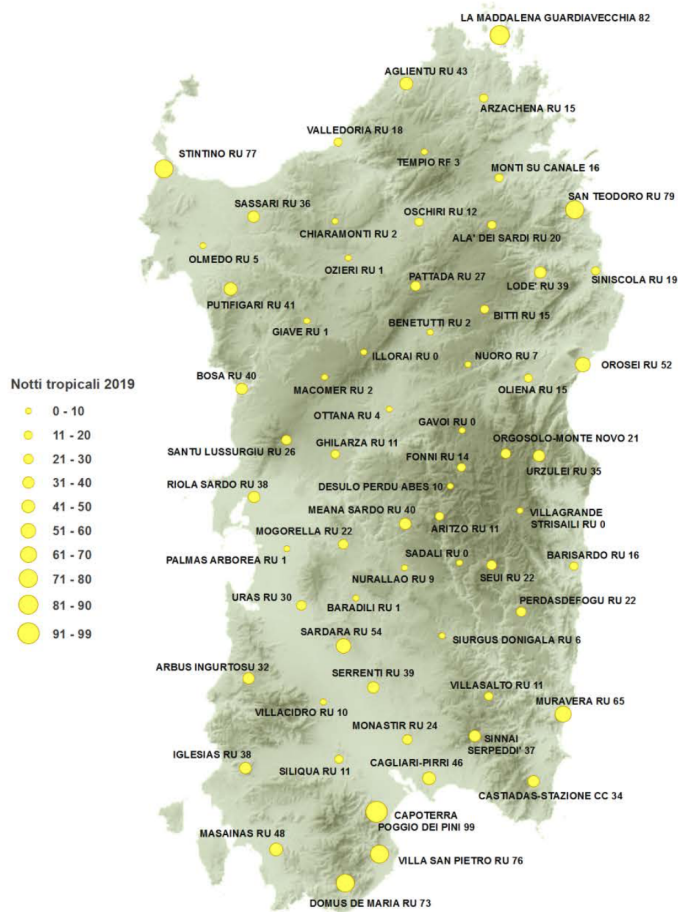 LA MADDALENA GUARDIAVECCHIA 82
AGLIENTU RU 43
ARZACHENA RU 15
VALLEDORIA RU 18
STINTINO RU 77
TEMPIO RF 3
MONTI SU CANALE 16
SAN TEODORO RU 79
SASSARI RU 36
OSCHIRI RU 12
CHIARAMONTI RU 2
ALA' DEI SARDI RU 20
OLMEDO RU 5
OZIERI RU 1
PATTADA RU 27
LODE' RU 39
SINISCOLA RU 19
PUTIFIGARI RU 41
BITTI RU 15
GIAVE RU 1
BENETUTTI RU 2
ILLORAI RU 0
NUORO RU 7
OROSEI RU 52
BOSA RU 40
MACOMER RU 2
OLIENA RU 15
Notti tropicali 2019
0 - 10
11 - 20
21 - 30
31 - 40
41 - 50
51 - 60
61 - 70
71 - 80
81 - 90
91 - 99
OTTANA RU 4
GAVOI RU 0
ORGOSOLO-MONTE NOVO 21
SANTU LUSSURGIU RU 26
GHILARZA RU 11
FONNI RU 14
URZULEI RU 35
RIOLA SARDO RU 38
DESULO PERDU ABES 10
MEANA SARDO RU 40
VILLAGRANDE
STRISAILI RU 0
MOGORELLA RU 22
ARITZO RU 11
PALMAS ARBOREA RU 1
SADALI RU 0
BARISARDO RU 16
NURALLAO RU 9
SEUI RU 22
URAS RU 30
BARADILI RU 1
PERDASDEFOGU RU 22
SARDARA RU 54
SIURGUS DONIGALA RU 6
ARBUS INGURTOSU 32
SERRENTI RU 39
VILLASALTO RU 11
MURAVERA RU 65
VILLACIDRO RU 10
MONASTIR RU 24
SINNAI
SERPEDDI' 37
IGLESIAS RU 38
SILIQUA RU 11
CAGLIARI-PIRRI 46
CASTIADAS-STAZIONE CC 34
CAPOTERRA
POGGIO DEI PINI 99
MASAINAS RU 48
VILLA SAN PIETRO RU 76
DOMUS DE MARIA RU 73